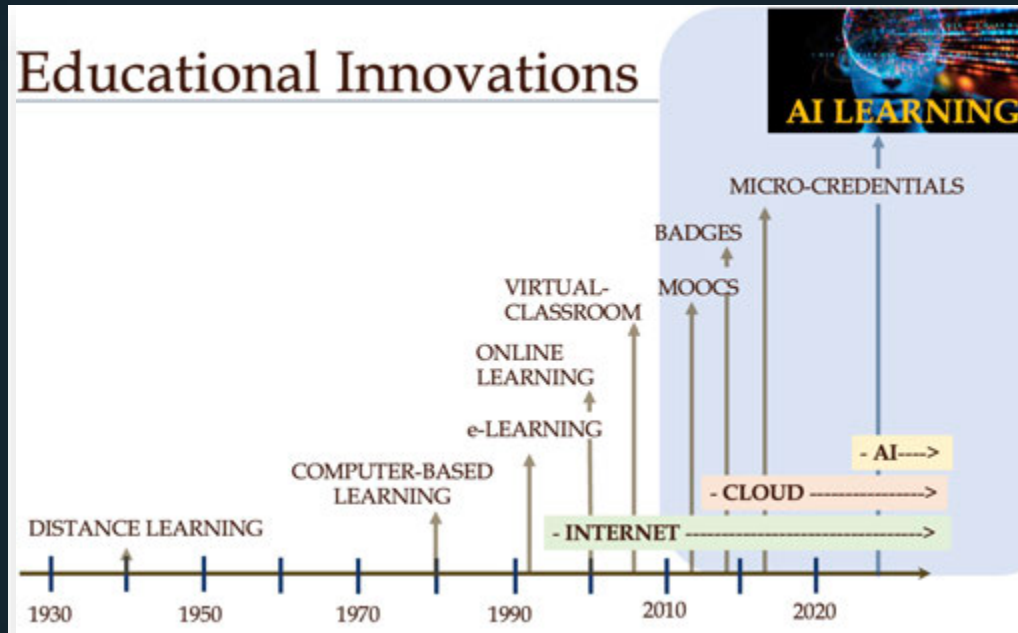 Educational Innovations
AI LEARNING
MICRO-CREDENTIALS
BADGES
VIRTUAL-
CLASSROOM
MOOCS
ONLINE
LEARNING
e-LEARNING
- AI---->
COMPUTER-BASED
LEARNING
- CLOUD ---------------->
DISTANCE LEARNING
- INTERNET --------------------------------->
1930
1950
1970
1990
2010
2020